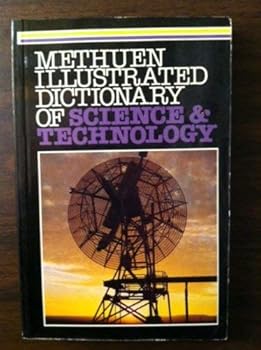 METHUEN
ILLUSTRATED
DICTIONARY
OF SCIENCE &
TECHNOLOGY